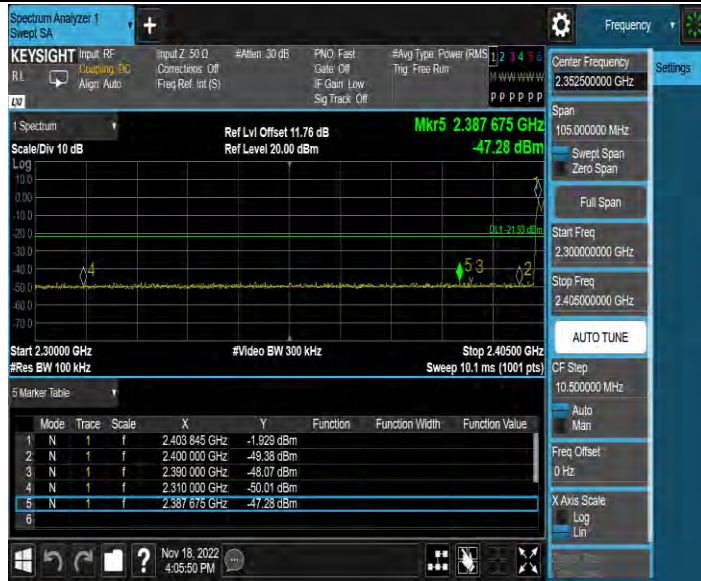 Spectrum Analyzer 1
Swept SA
+
Frequency
KEYSIGHT Input: RF Input Z: 50 Ω #Atten: 30 dB PNO: Fast #Avg Type: Power (RMS 1 2 3 4 5 6
RL Coupling: DC Corrections: Off Gate: Off Trig: Free Run M W W W W W
Align: Auto Freq Ref: Int (S) IF Gain: Low
Sig Track: Off P P P P P P
LXI
Center Frequency
2.352500000 GHz
Settings
Span
105.000000 MHz
Swept Span
Zero Span
Full Span
Start Freq
2.300000000 GHz
Stop Freq
2.405000000 GHz
AUTO TUNE
CF Step
10.500000 MHz
Auto
Man
Freq Offset
0 Hz
X Axis Scale
Log
Lin
1 Spectrum
Ref Lvl Offset 11.76 dB
Mkr5 2.387 675 GHz
Scale/Div 10 dB
Ref Level 20.00 dBm
-47.28 dBm
Log
10.0
0.00
-10.0
-20.0
DL1 -21.93 dBm
-30.0
-40.0
4
5 3
2
-50.0
-60.0
-70.0
Start 2.30000 GHz #Video BW 300 kHz Stop 2.40500 GHz
#Res BW 100 kHz Sweep 10.1 ms (1001 pts)
5 Marker Table
Mode Trace Scale X Y Function Function Width Function Value
1 N 1 f 2.403 845 GHz -1.929 dBm
2 N 1 f 2.400 000 GHz -49.38 dBm
3 N 1 f 2.390 000 GHz -48.07 dBm
4 N 1 f 2.310 000 GHz -50.01 dBm
5 N 1 f 2.387 675 GHz -47.28 dBm
6
? Nov 18, 2022
4:05:50 PM